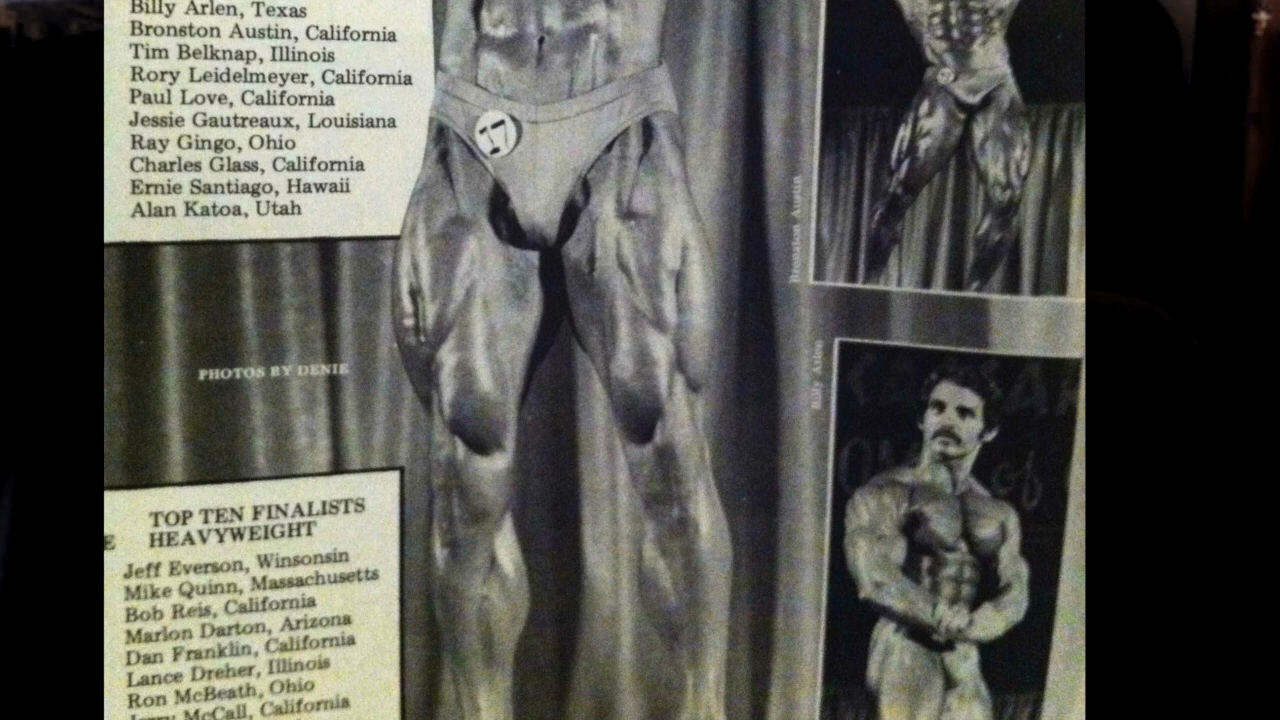 Billy Arlen, Texas
Bronston Austin, California
Tim Belknap, Illinois
Rory Leidelmeyer, California
Paul Love, California
Jessie Gautreaux, Louisiana
Ray Gingo, Ohio
Charles Glass, California
Ernie Santiago, Hawaii
Alan Katoa, Utah
17
Bronston Austin
PHOTOS BY DENIE
Billy Arlen
TOP TEN FINALISTS
HEAVYWEIGHT
E
Jeff Everson, Winsonsin
Mike Quinn, Massachusetts
Bob Reis, California
Marlon Darton, Arizona
Dan Franklin, California
Lance Dreher, Illinois
Ron McBeath, Ohio
Jerry McCall, California